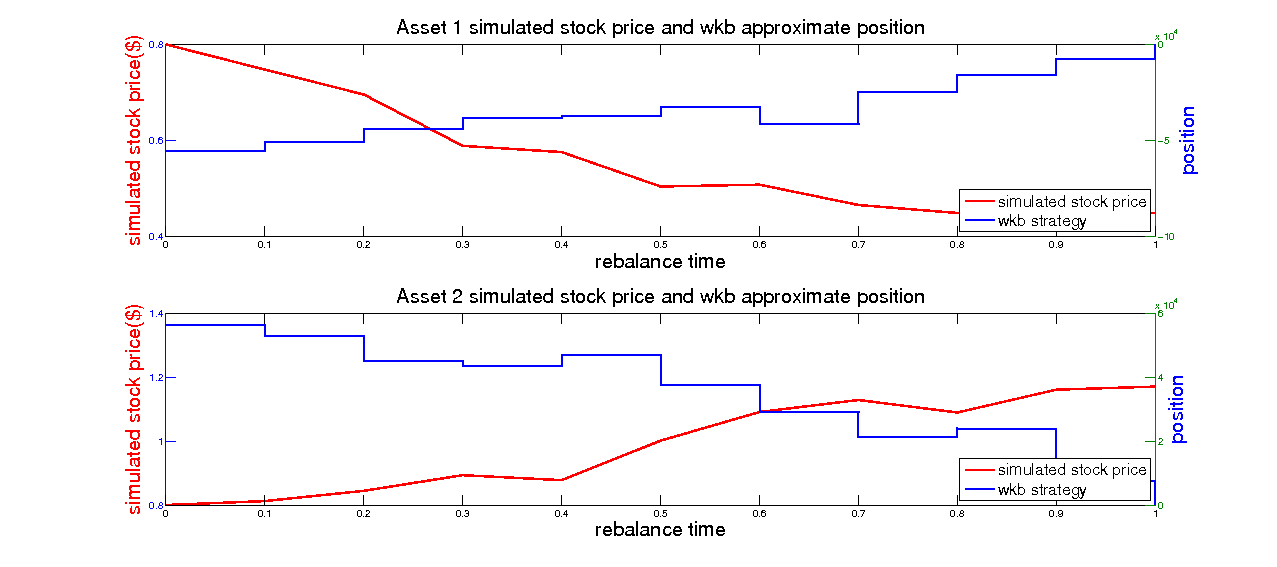 Asset 1 simulated stock price and wkb approximate position
x 10^4
0.8
0.6
0.4
simulated stock price($)
0
−5
−10
position
simulated stock price
wkb strategy
0 0.1 0.2 0.3 0.4 0.5 0.6 0.7 0.8 0.9 1
rebalance time
Asset 2 simulated stock price and wkb approximate position
x 10^4
1.4
1.2
1
0.8
simulated stock price($)
6
4
2
0
position
simulated stock price
wkb strategy
0 0.1 0.2 0.3 0.4 0.5 0.6 0.7 0.8 0.9 1
rebalance time